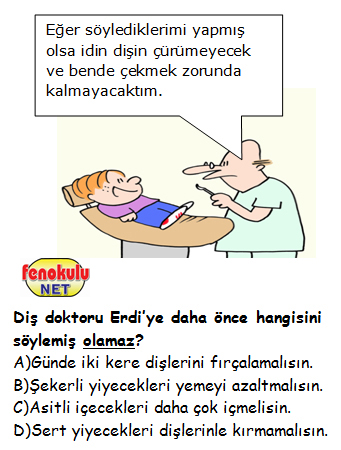 Eğer söylediklerimi yapmış
olsa idin dişin çürümeyecek
ve bende çekmek zorunda
kalmayacaktım.
fenokulu
NET
Diş doktoru Erdi’ye daha önce hangisini
söylemiş olamaz?
A)Günde iki kere dişlerini fırçalamalısın.
B)Şekerli yiyecekleri yemeyi azaltmalısın.
C)Asitli içecekleri daha çok içmelisin.
D)Sert yiyecekleri dişlerinle kırmamalısın.